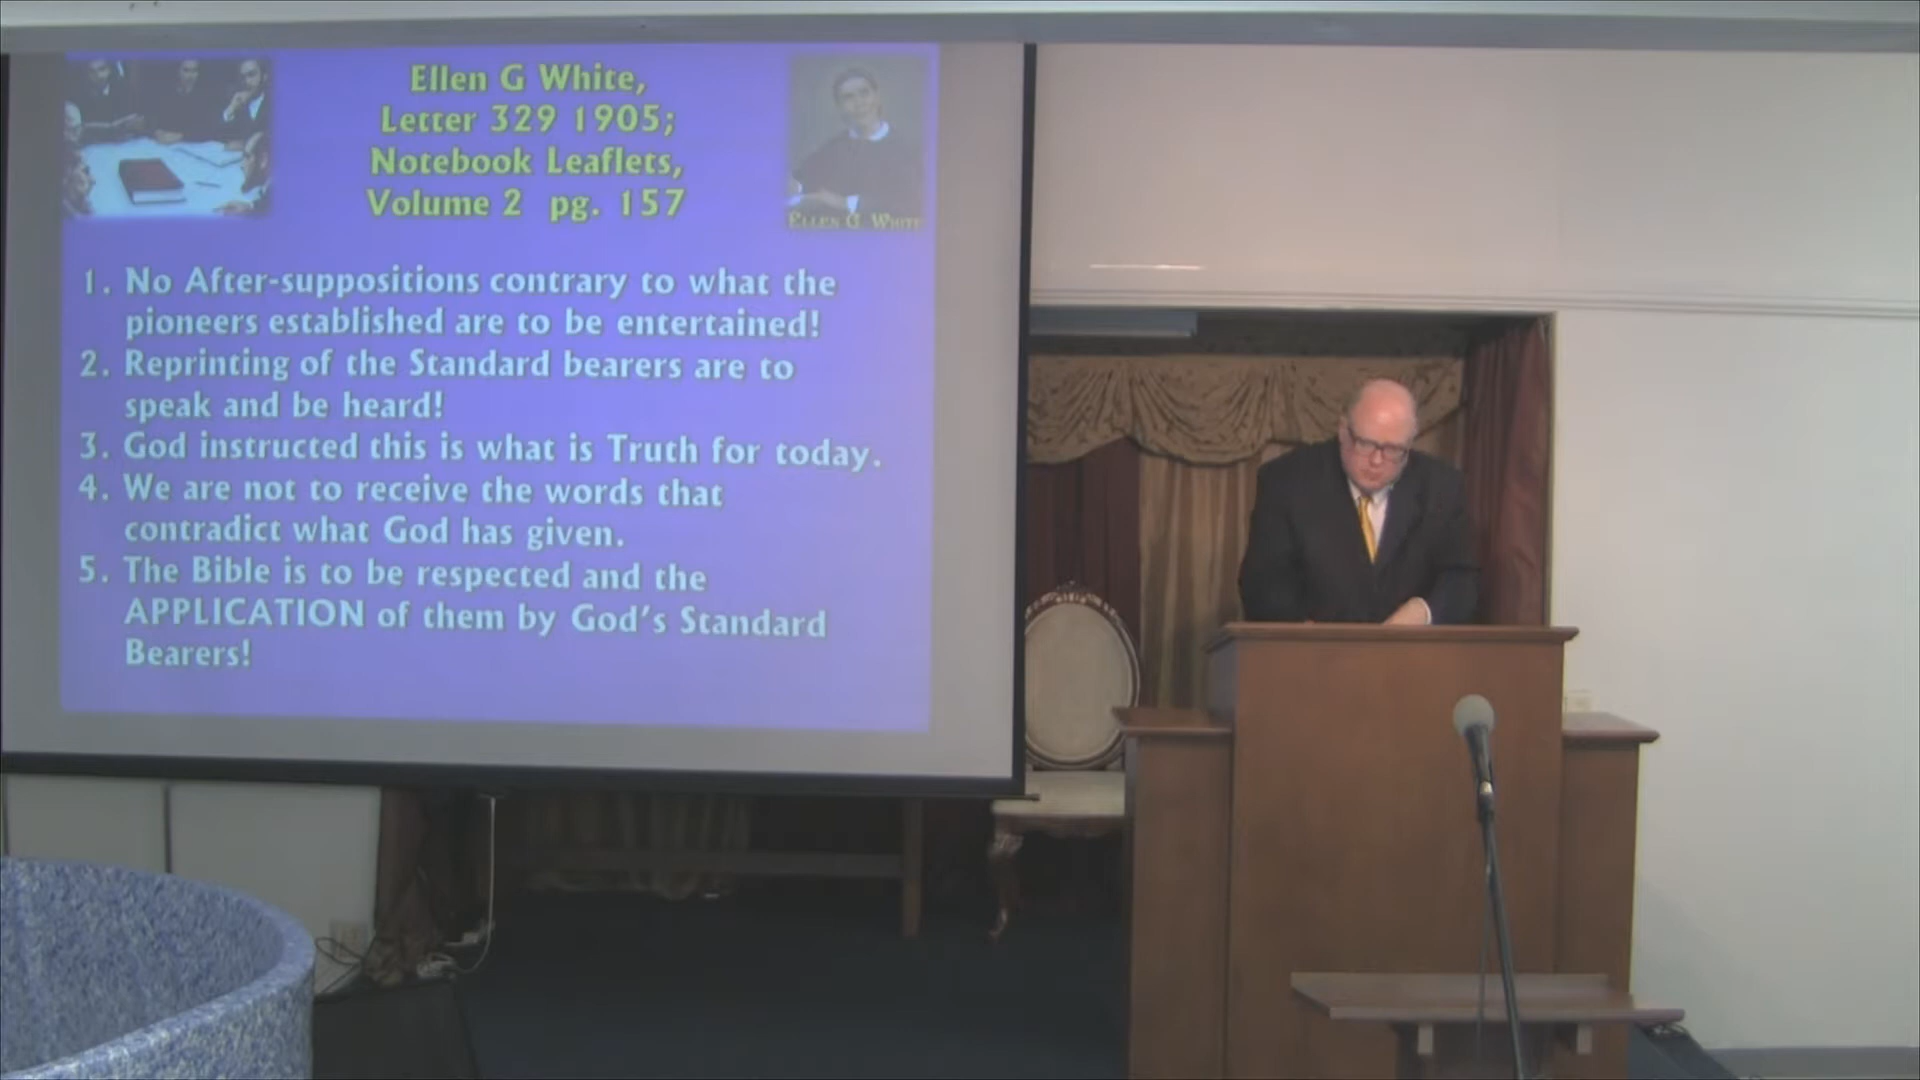 Ellen G White,
Letter 329 1905;
Notebook Leaflets,
Volume 2 pg. 157
ELLEN G. WHITE
1. No After-suppositions contrary to what the
pioneers established are to be entertained!
2. Reprinting of the Standard bearers are to
speak and be heard!
3. God instructed this is what is Truth for today.
4. We are not to receive the words that
contradict what God has given.
5. The Bible is to be respected and the
APPLICATION of them by God's Standard
Bearers!